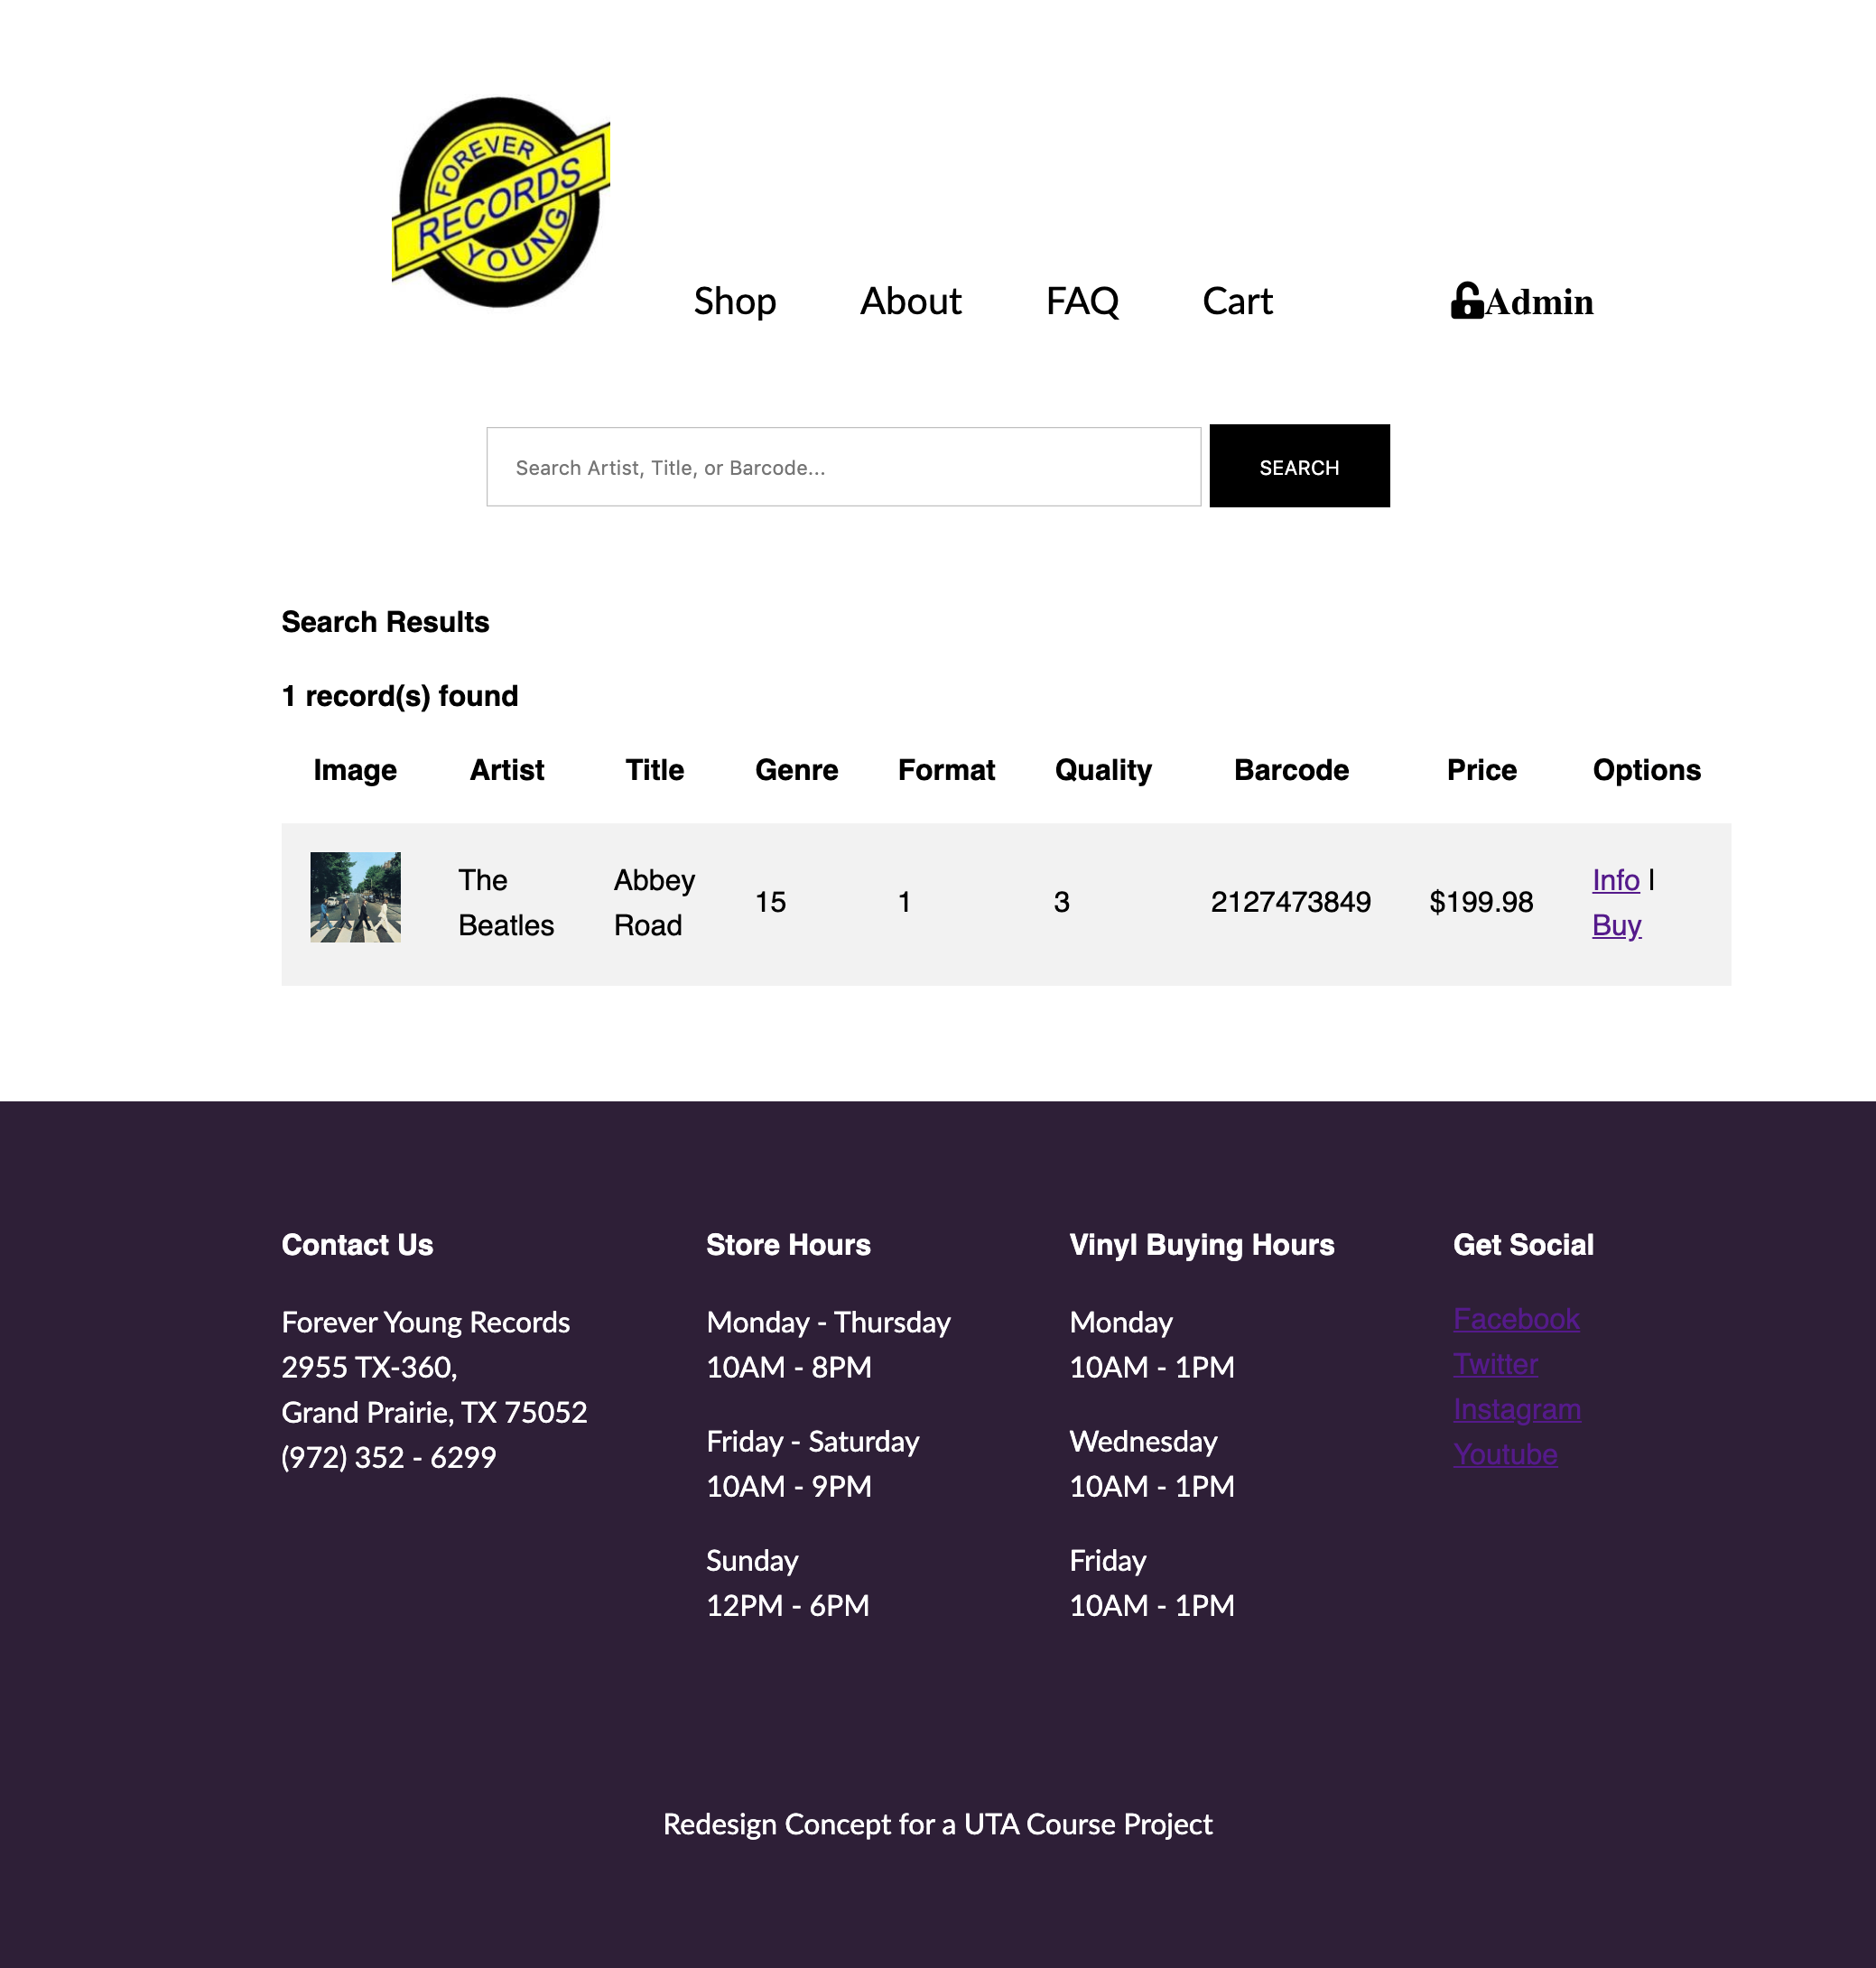 FOREVER
RECORDS
YOUNG
Shop About FAQ Cart Admin
Search Artist, Title, or Barcode... SEARCH
Search Results
1 record(s) found
Image Artist Title Genre Format Quality Barcode Price Options
The Beatles Abbey Road 15 1 3 2127473849 $199.98 Info | Buy
Contact Us
Forever Young Records
2955 TX-360,
Grand Prairie, TX 75052
(972) 352 - 6299
Store Hours
Monday - Thursday
10AM - 8PM
Friday - Saturday
10AM - 9PM
Sunday
12PM - 6PM
Vinyl Buying Hours
Monday
10AM - 1PM
Wednesday
10AM - 1PM
Friday
10AM - 1PM
Get Social
Facebook
Twitter
Instagram
Youtube
Redesign Concept for a UTA Course Project